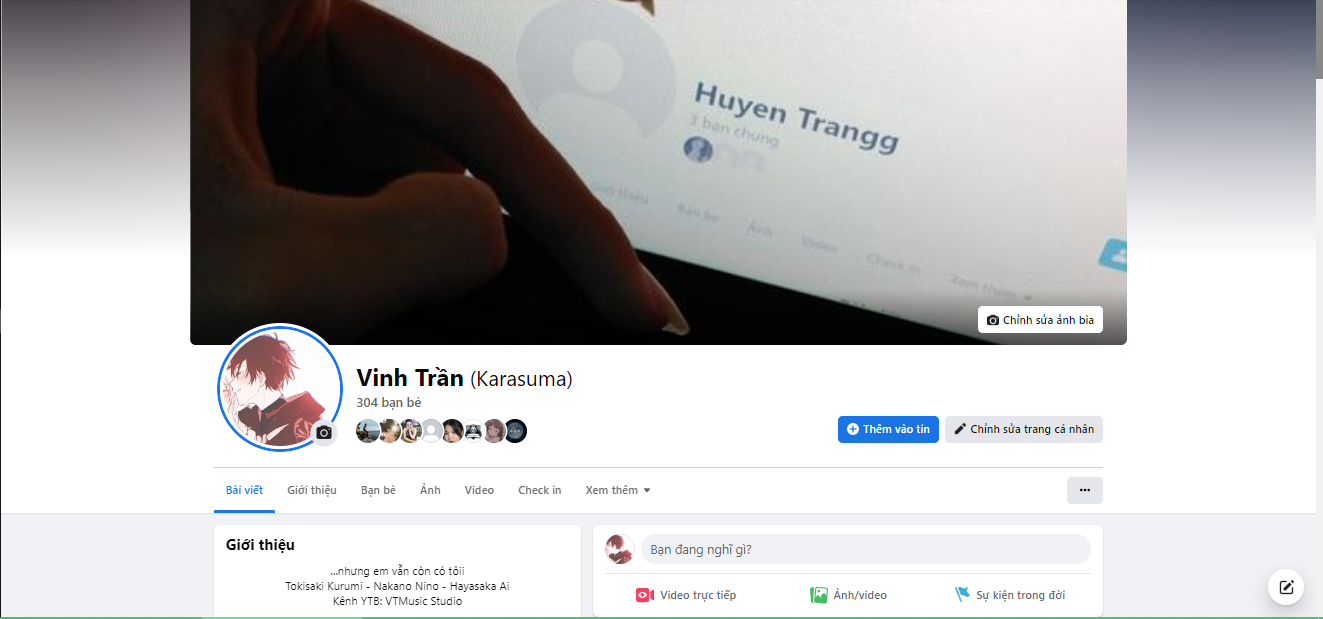 Huyen Trangg
3 bạn chung
Giới thiệu
Bạn bè
Ảnh
Video
Check in
Xem thêm
Chỉnh sửa ảnh bìa
Vinh Trần (Karasuma)
304 bạn bè
Thêm vào tin
Chỉnh sửa trang cá nhân
Bài viết Giới thiệu Bạn bè Ảnh Video Check in Xem thêm
Giới thiệu
...nhưng em vẫn còn có tôii
Tokisaki Kurumi - Nakano Nino - Hayasaka Ai
Kênh YTB: VTMusic Studio
Bạn đang nghĩ gì?
Video trực tiếp
Ảnh/video
Sự kiện trong đời